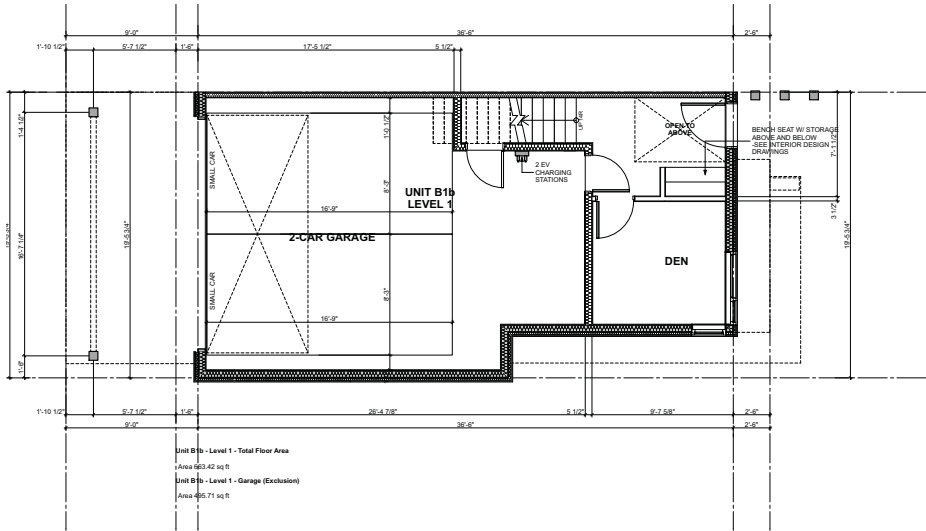 9'-0"
36'-6"
2'-6"
1'-10 1/2"
5'-7 1/2"
1'-6"
17'-5 1/2"
5 1/2"
1'-4 1/2"
16'-7 1/4"
1'-6"
19'-5 3/4"
SMALL CAR
SMALL CAR
1'-0 1/2"
8'-3"
8'-3"
16'-9"
16'-9"
UNIT B1b
LEVEL 1
2-CAR GARAGE
UP 14R
2 EV
CHARGING
STATIONS
OPEN TO
ABOVE
BENCH SEAT W/ STORAGE
ABOVE AND BELOW
-SEE INTERIOR DESIGN
DRAWINGS
DEN
7'-1 1/2"
3 1/2"
19'-5 3/4"
1'-10 1/2"
5'-7 1/2"
1'-6"
26'-4 7/8"
5 1/2"
9'-7 5/8"
2'-6"
9'-0"
36'-6"
2'-6"
Unit B1b - Level 1 - Total Floor Area
Area 663.42 sq ft
Unit B1b - Level 1 - Garage (Exclusion)
Area 495.71 sq ft